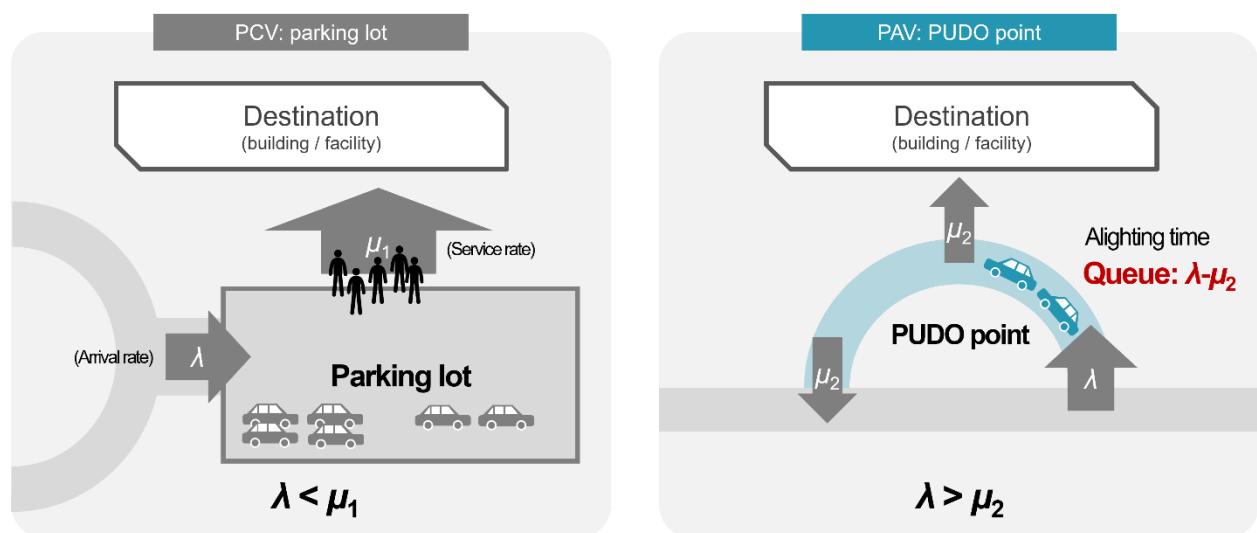 PCV: parking lot
Destination
(building / facility)
μ1
(Service rate)
(Arrival rate)
λ
Parking lot
λ < μ1
PAV: PUDO point
Destination
(building / facility)
μ2
Alighting time
Queue: λ-μ2
PUDO point
μ2
λ
λ > μ2